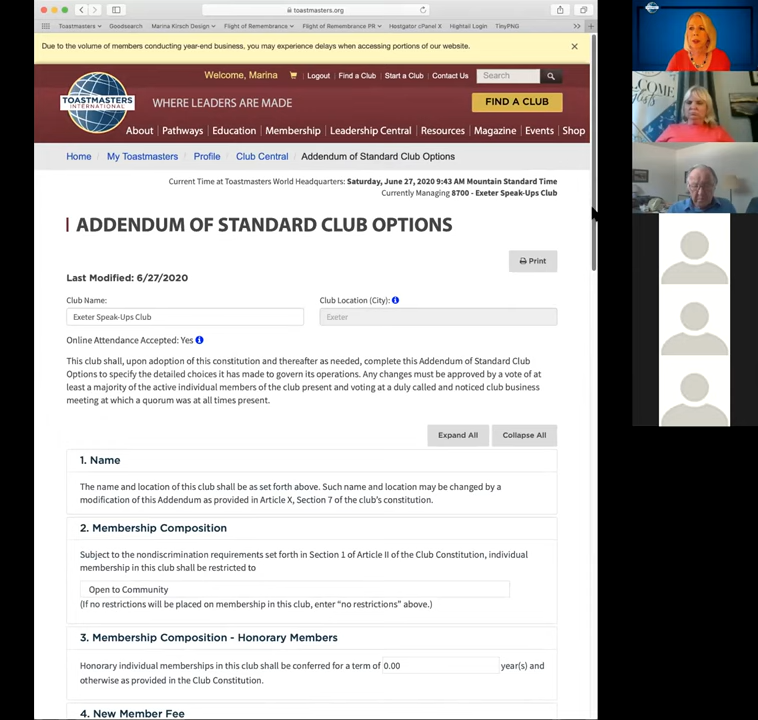 toastmasters.org
Toastmasters Goodsearch Marina Kirsch Design Flight of Remembrance Flight of Remembrance PR Hostgator cPanel X Hightail Login TinyPNG
Due to the volume of members conducting year-end business, you may experience delays when accessing portions of our website.
Welcome, Marina Logout Find a Club Start a Club Contact Us Search
TOASTMASTERS
INTERNATIONAL
WHERE LEADERS ARE MADE
FIND A CLUB
About Pathways Education Membership Leadership Central Resources Magazine Events Shop
Home / My Toastmasters / Profile / Club Central / Addendum of Standard Club Options
Current Time at Toastmasters World Headquarters: Saturday, June 27, 2020 9:43 AM Mountain Standard Time
Currently Managing 8700 - Exeter Speak-Ups Club
ADDENDUM OF STANDARD CLUB OPTIONS
Print
Last Modified: 6/27/2020
Club Name: Club Location (City):
Exeter Speak-Ups Club Exeter
Online Attendance Accepted: Yes
This club shall, upon adoption of this constitution and thereafter as needed, complete this Addendum of Standard Club
Options to specify the detailed choices it has made to govern its operations. Any changes must be approved by a vote of at
least a majority of the active individual members of the club present and voting at a duly called and noticed club business
meeting at which a quorum was at all times present.
Expand All Collapse All
1. Name
The name and location of this club shall be as set forth above. Such name and location may be changed by a
modification of this Addendum as provided in Article X, Section 7 of the club's constitution.
2. Membership Composition
Subject to the nondiscrimination requirements set forth in Section 1 of Article II of the Club Constitution, individual
membership in this club shall be restricted to
Open to Community
(If no restrictions will be placed on membership in this club, enter "no restrictions" above.)
3. Membership Composition - Honorary Members
Honorary individual memberships in this club shall be conferred for a term of 0.00 year(s) and
otherwise as provided in the Club Constitution.
4. New Member Fee